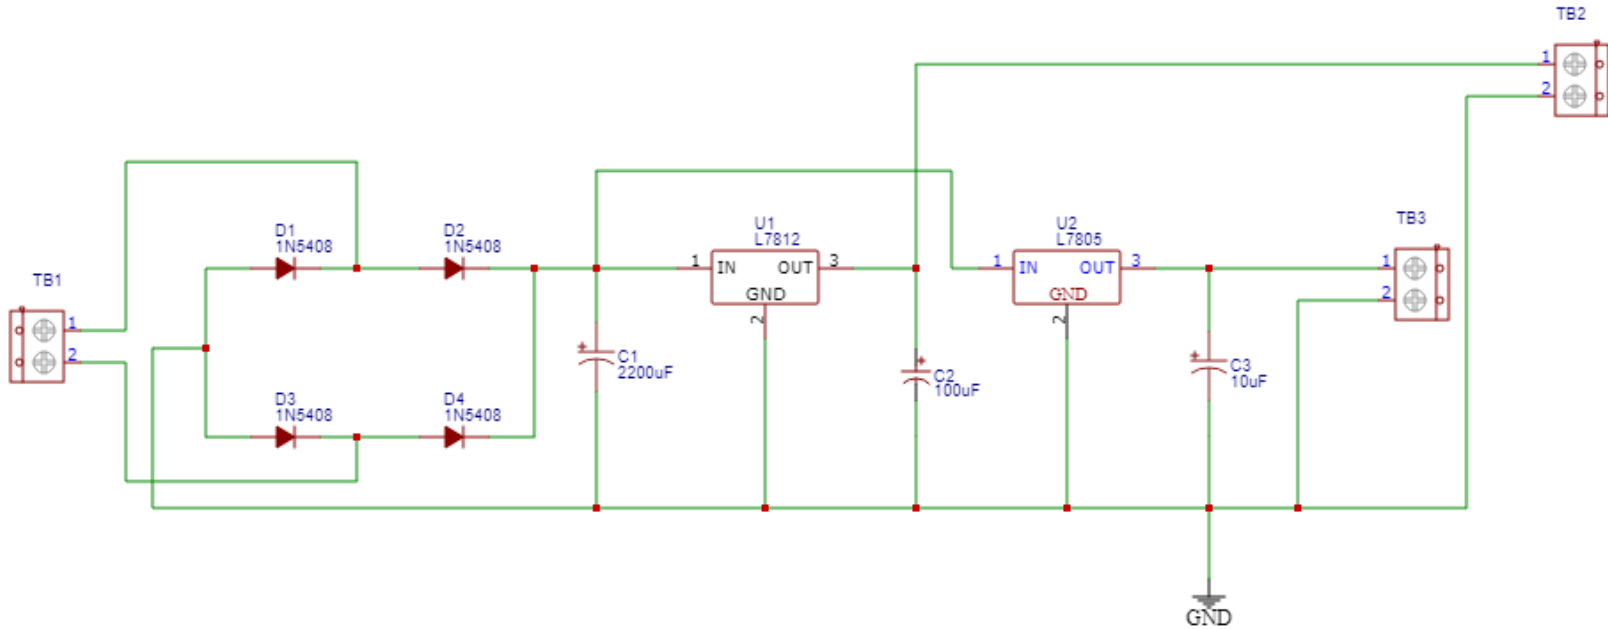 TB2
1
2
TB3
1
2
U1
L7812
1 IN OUT 3
GND
2
U2
L7805
1 IN OUT 3
GND
2
D1
1N5408
D2
1N5408
TB1
1
2
D3
1N5408
D4
1N5408
+
C1
2200uF
+
C2
100uF
+
C3
10uF
GND